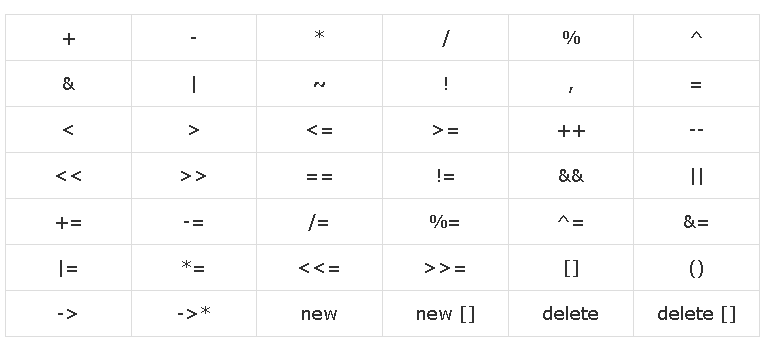 + - * / % ^
& | ~ ! , =
< > <= >= ++ --
<< >> == != && ||
+= -= /= %= ^= &=
|= *= <<= >>= [] ()
-> ->* new new [] delete delete []